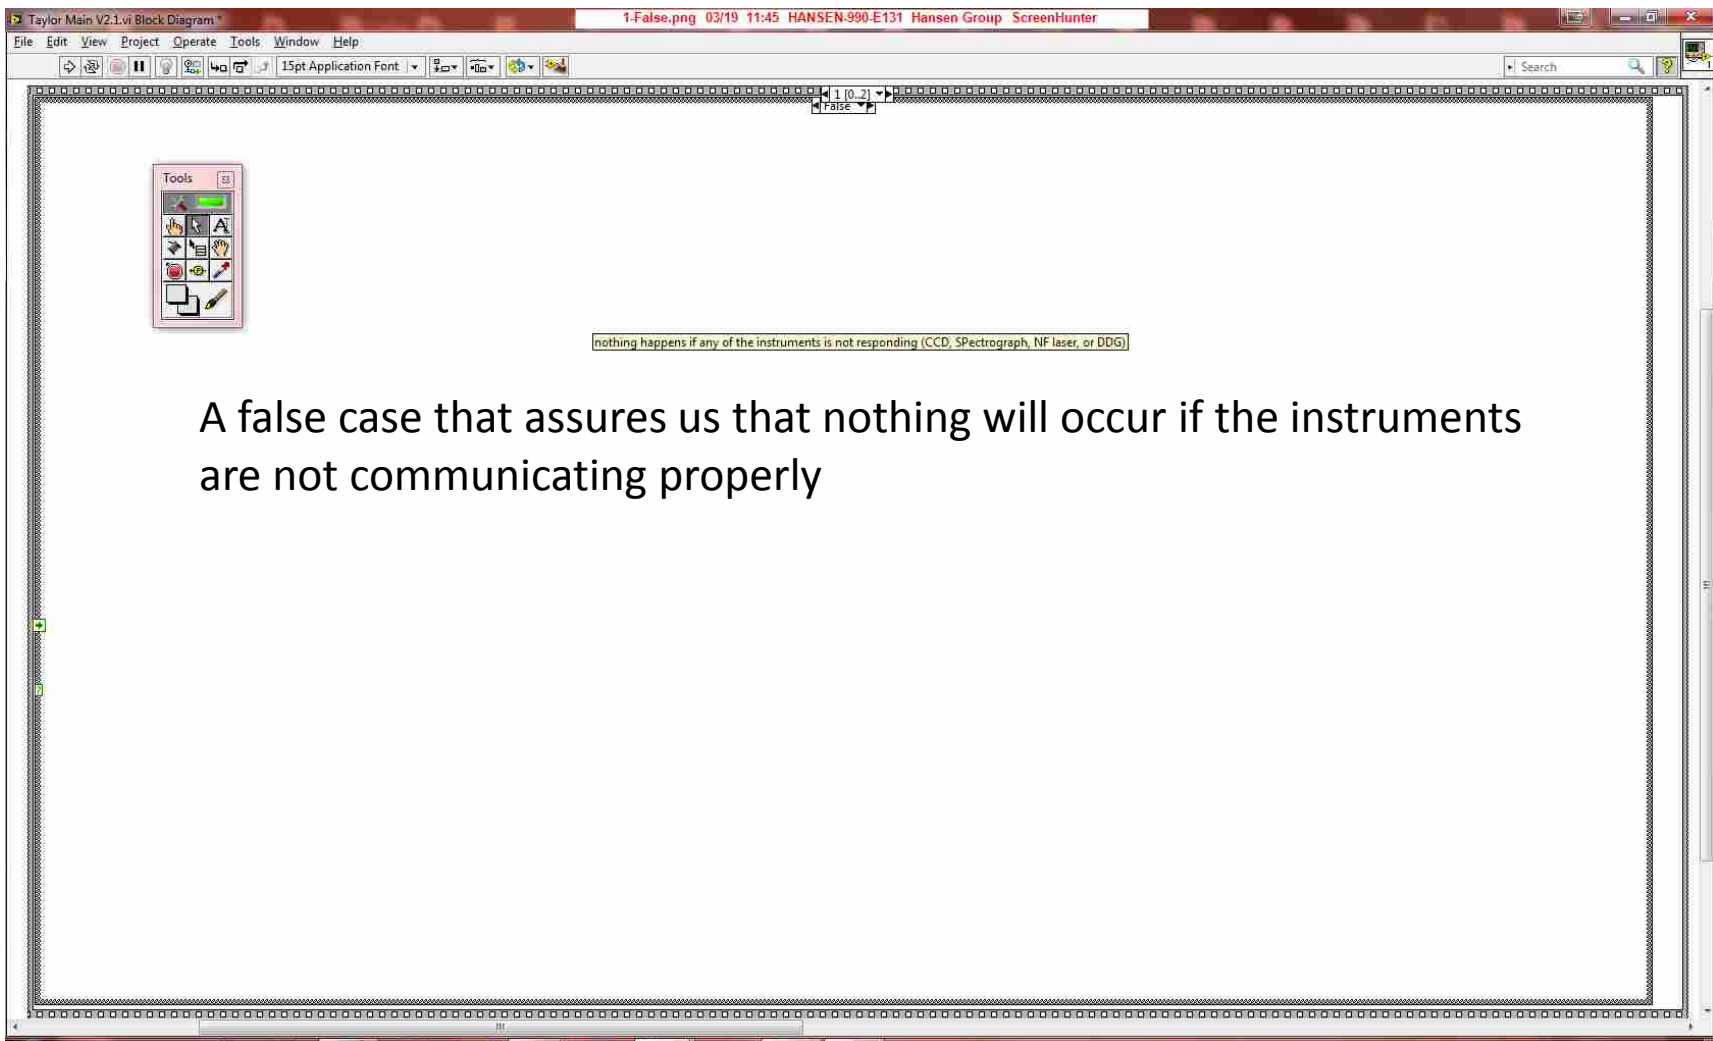 Taylor Main V2.1.vi Block Diagram *
1-False.png 03/19 11:45 HANSEN-990-E131 Hansen Group ScreenHunter
File Edit View Project Operate Tools Window Help
15pt Application Font
Search
1 [0..2]
False
Tools
nothing happens if any of the instruments is not responding (CCD, SPectrograph, NF laser, or DDG)
A false case that assures us that nothing will occur if the instruments
are not communicating properly